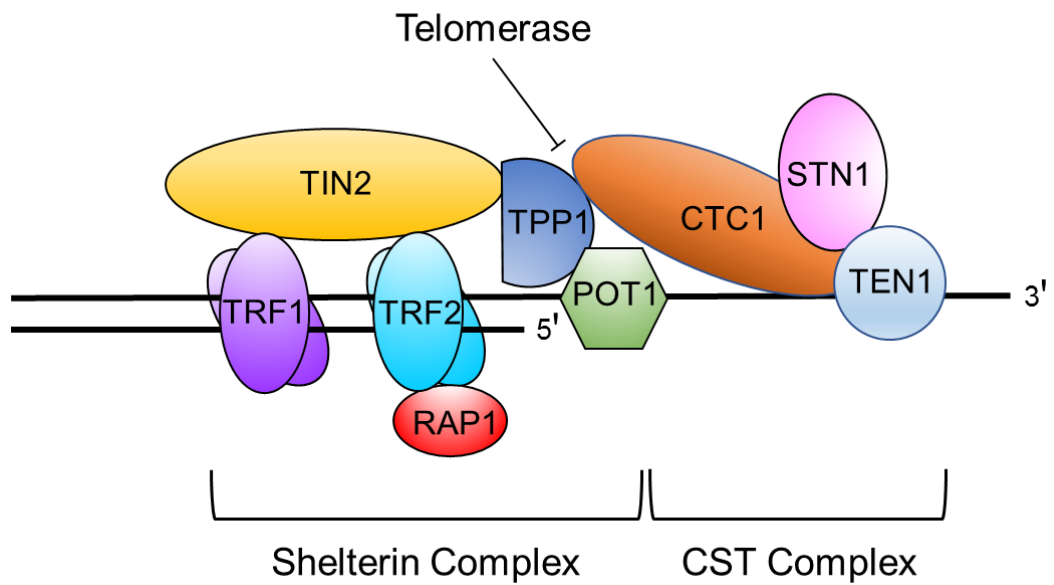 Telomerase
TIN2
TPP1
CTC1
STN1
TRF1
TRF2
POT1
TEN1
3'
5'
RAP1
Shelterin Complex
CST Complex